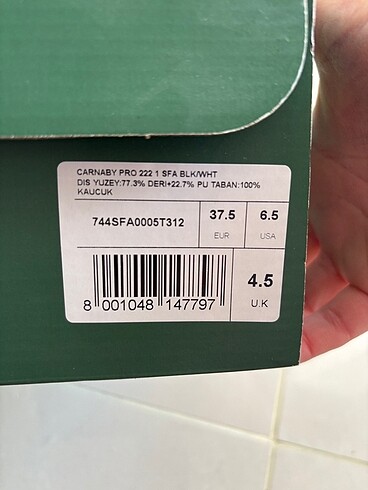 CARNABY PRO 222 1 SFA BLK/WHT
DIS YUZEY:77.3% DERI+22.7% PU TABAN:100%
KAUCUK
744SFA0005T312
37.5
EUR
6.5
USA
8 001048 147797
4.5
U.K